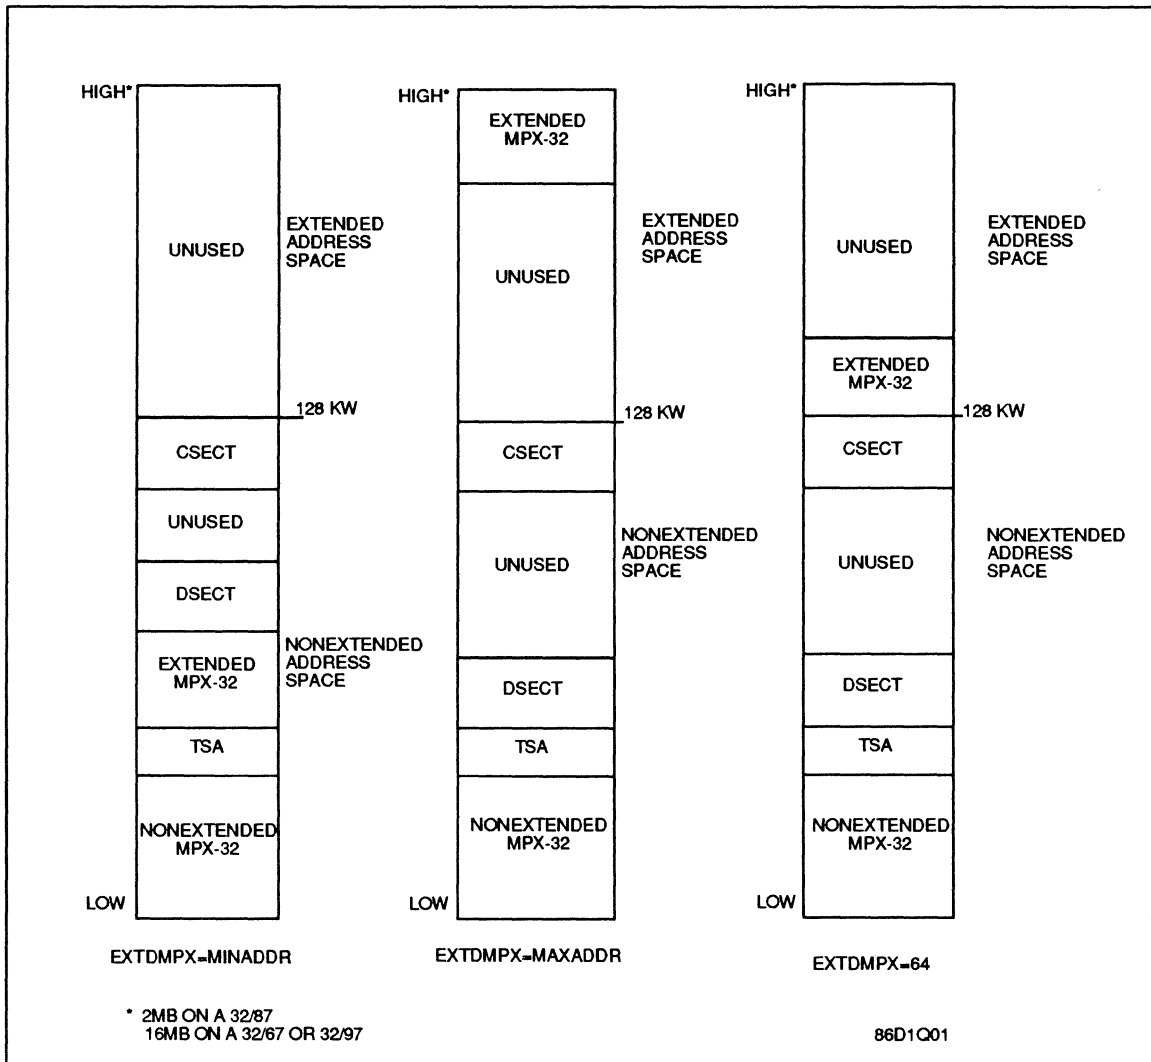 HIGH*
UNUSED
EXTENDED
ADDRESS
SPACE
128 KW
CSECT
UNUSED
DSECT
EXTENDED
MPX-32
NONEXTENDED
ADDRESS
SPACE
TSA
NONEXTENDED
MPX-32
LOW
EXTDMPX=MINADDR
HIGH*
EXTENDED
MPX-32
UNUSED
EXTENDED
ADDRESS
SPACE
128 KW
CSECT
UNUSED
NONEXTENDED
ADDRESS
SPACE
DSECT
TSA
NONEXTENDED
MPX-32
LOW
EXTDMPX=MAXADDR
HIGH*
UNUSED
EXTENDED
ADDRESS
SPACE
EXTENDED
MPX-32
128 KW
CSECT
UNUSED
NONEXTENDED
ADDRESS
SPACE
DSECT
TSA
NONEXTENDED
MPX-32
LOW
EXTDMPX=64
* 2MB ON A 32/87
16MB ON A 32/67 OR 32/97
86D1Q01